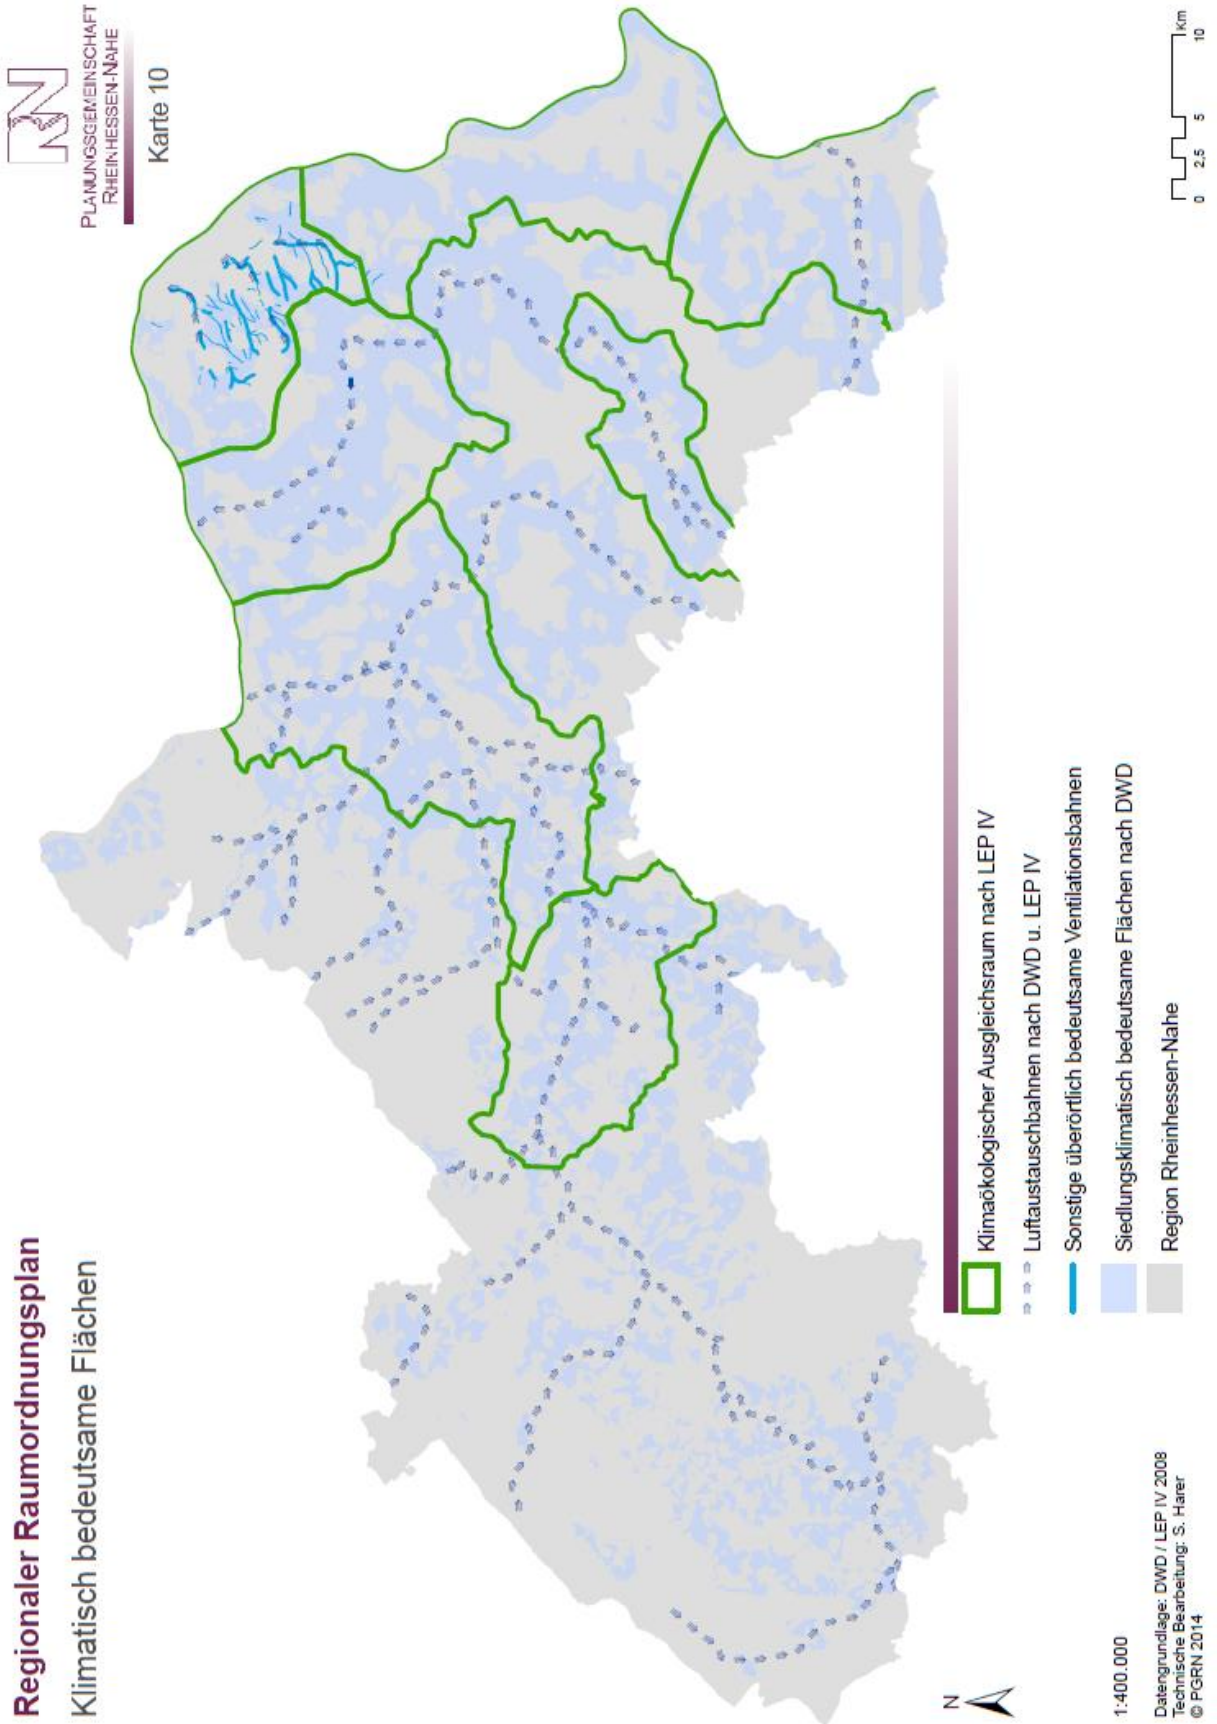 Regionaler Raumordnungsplan
Klimatisch bedeutsame Flächen
RN
PLANUNGSGEMEINSCHAFT
RHEINHESSEN-NAHE
Karte 10
Klimaökologischer Ausgleichsraum nach LEP IV
Luftaustauschbahnen nach DWD u. LEP IV
Sonstige überörtlich bedeutsame Ventilationsbahnen
Siedlungsklimatisch bedeutsame Flächen nach DWD
Region Rheinhessen-Nahe
N
1:400.000
Datengrundlage: DWD / LEP IV 2008
Technische Bearbeitung: S. Harer
© PGRN 2014
0 2,5 5 10
Km